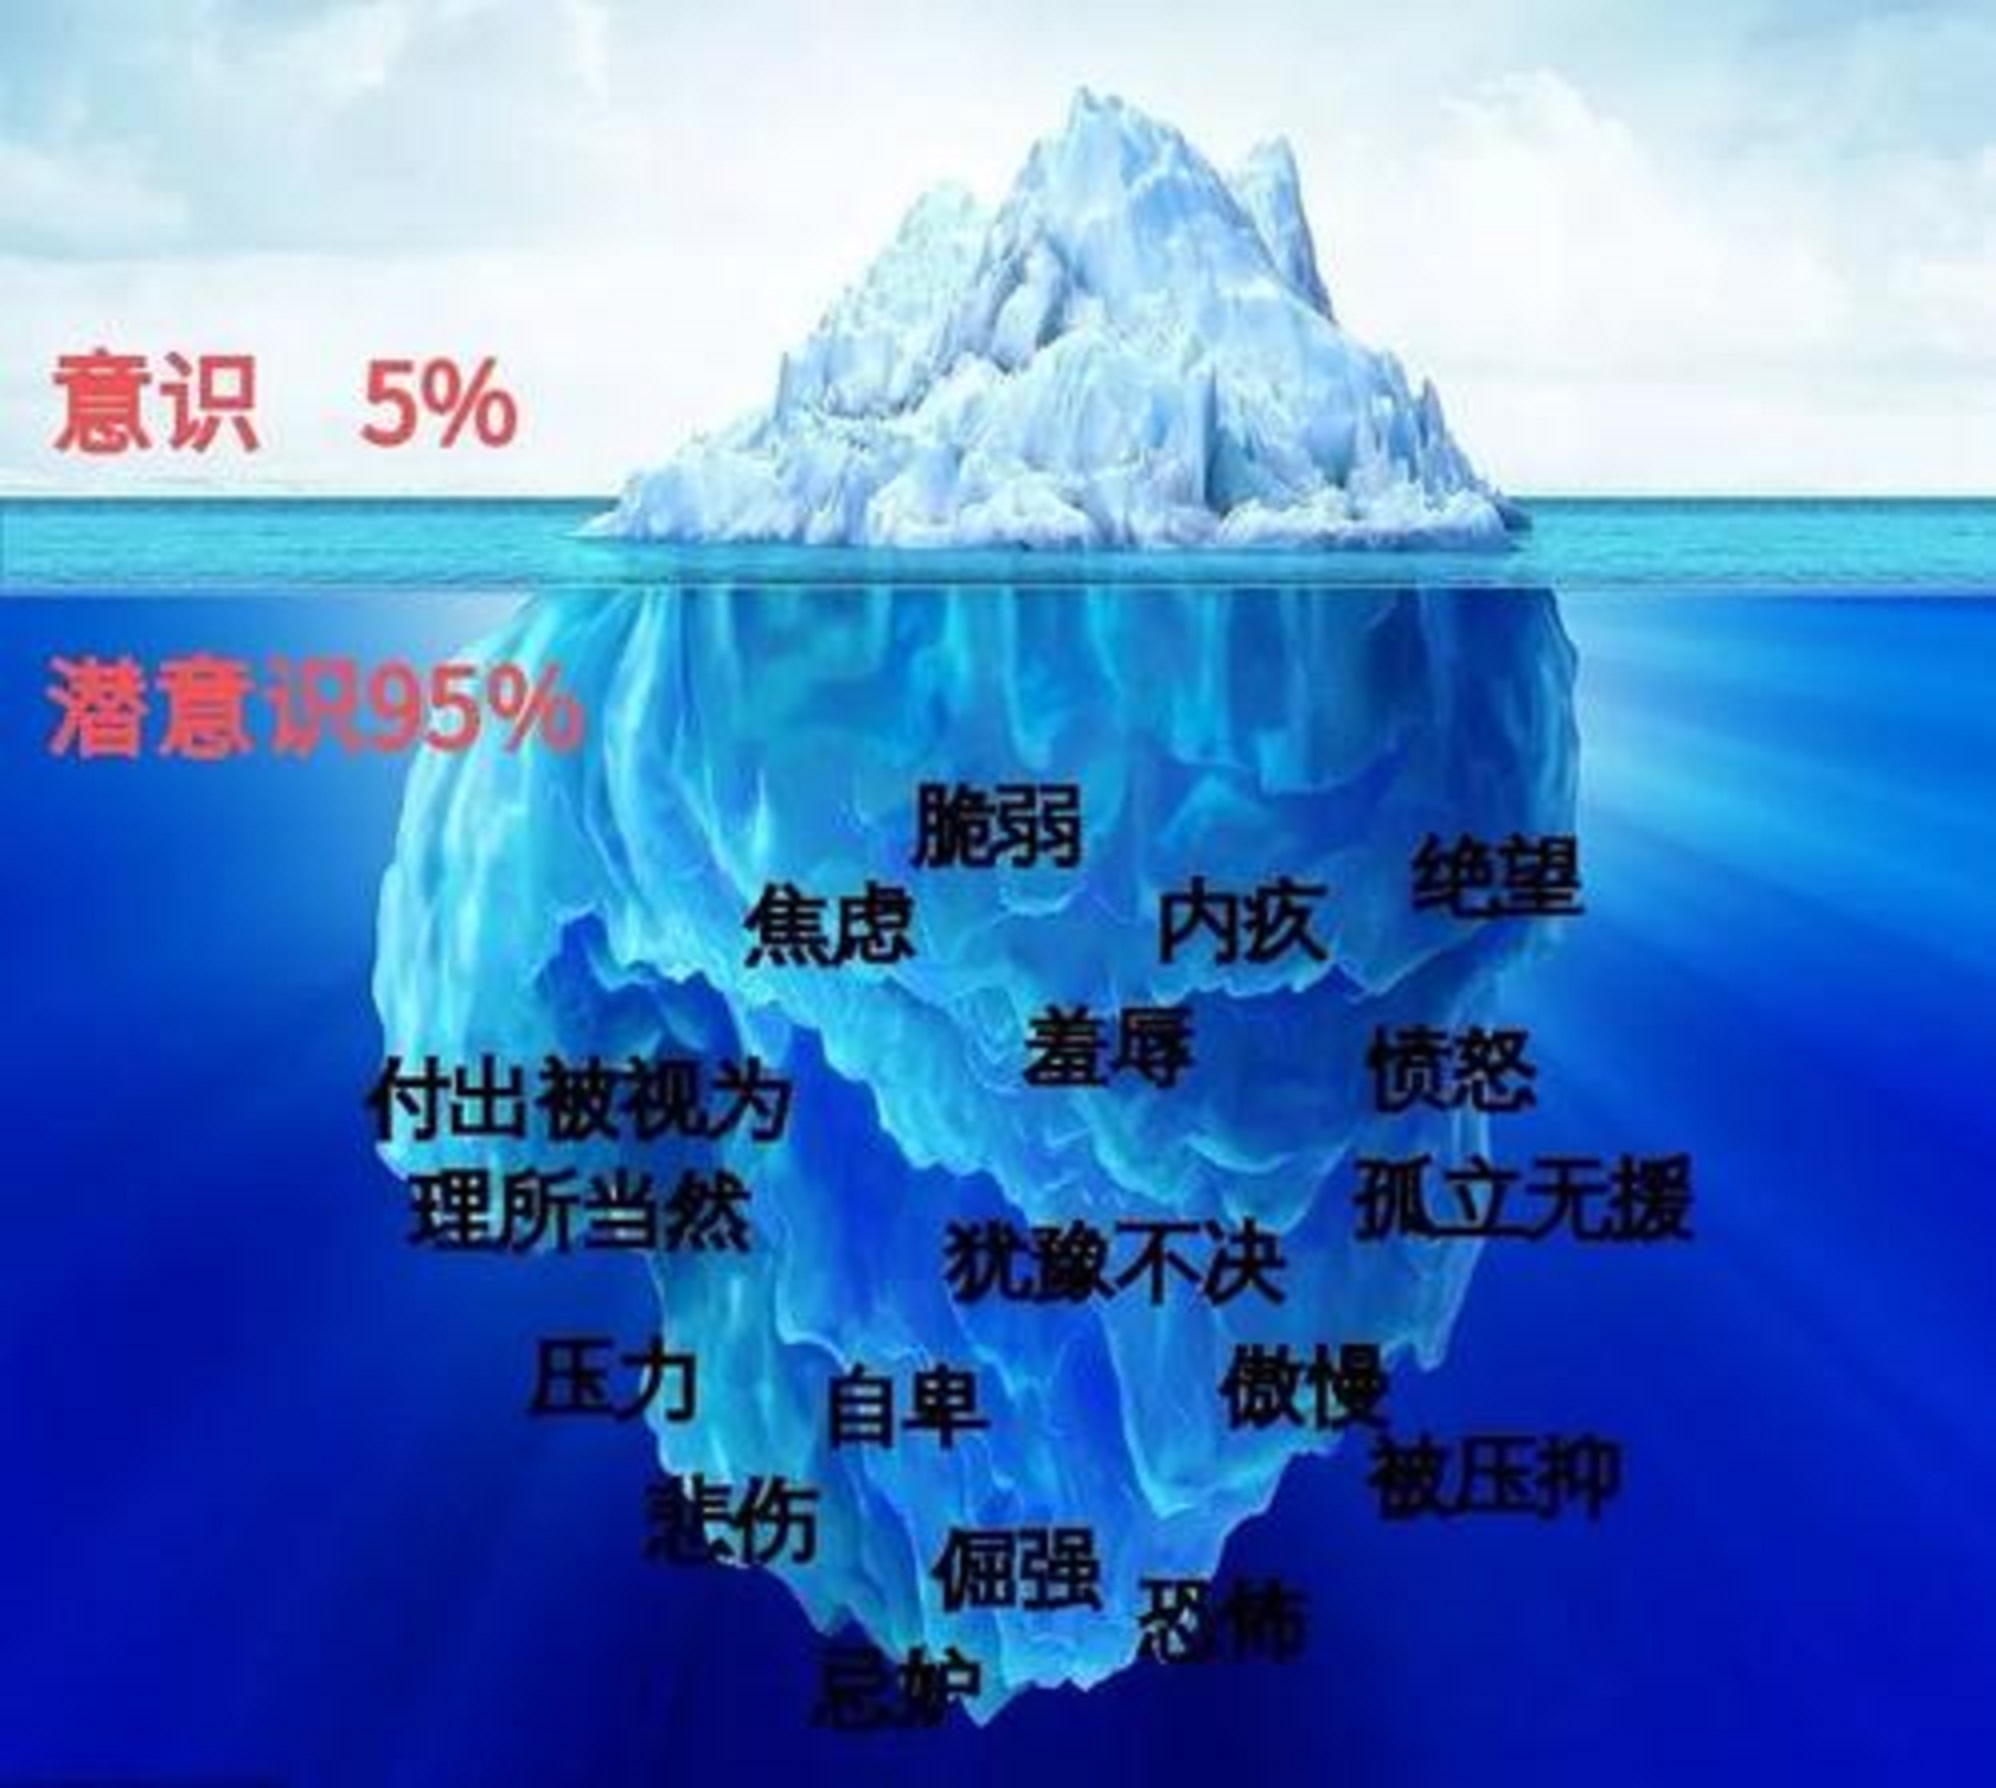 意识 5%
潜意识95%
脆弱
绝望
焦虑
内疚
羞辱
愤怒
付出被视为
理所当然
孤立无援
犹豫不决
压力
自卑
傲慢
被压抑
悲伤
倔强
恐怖
忌妒